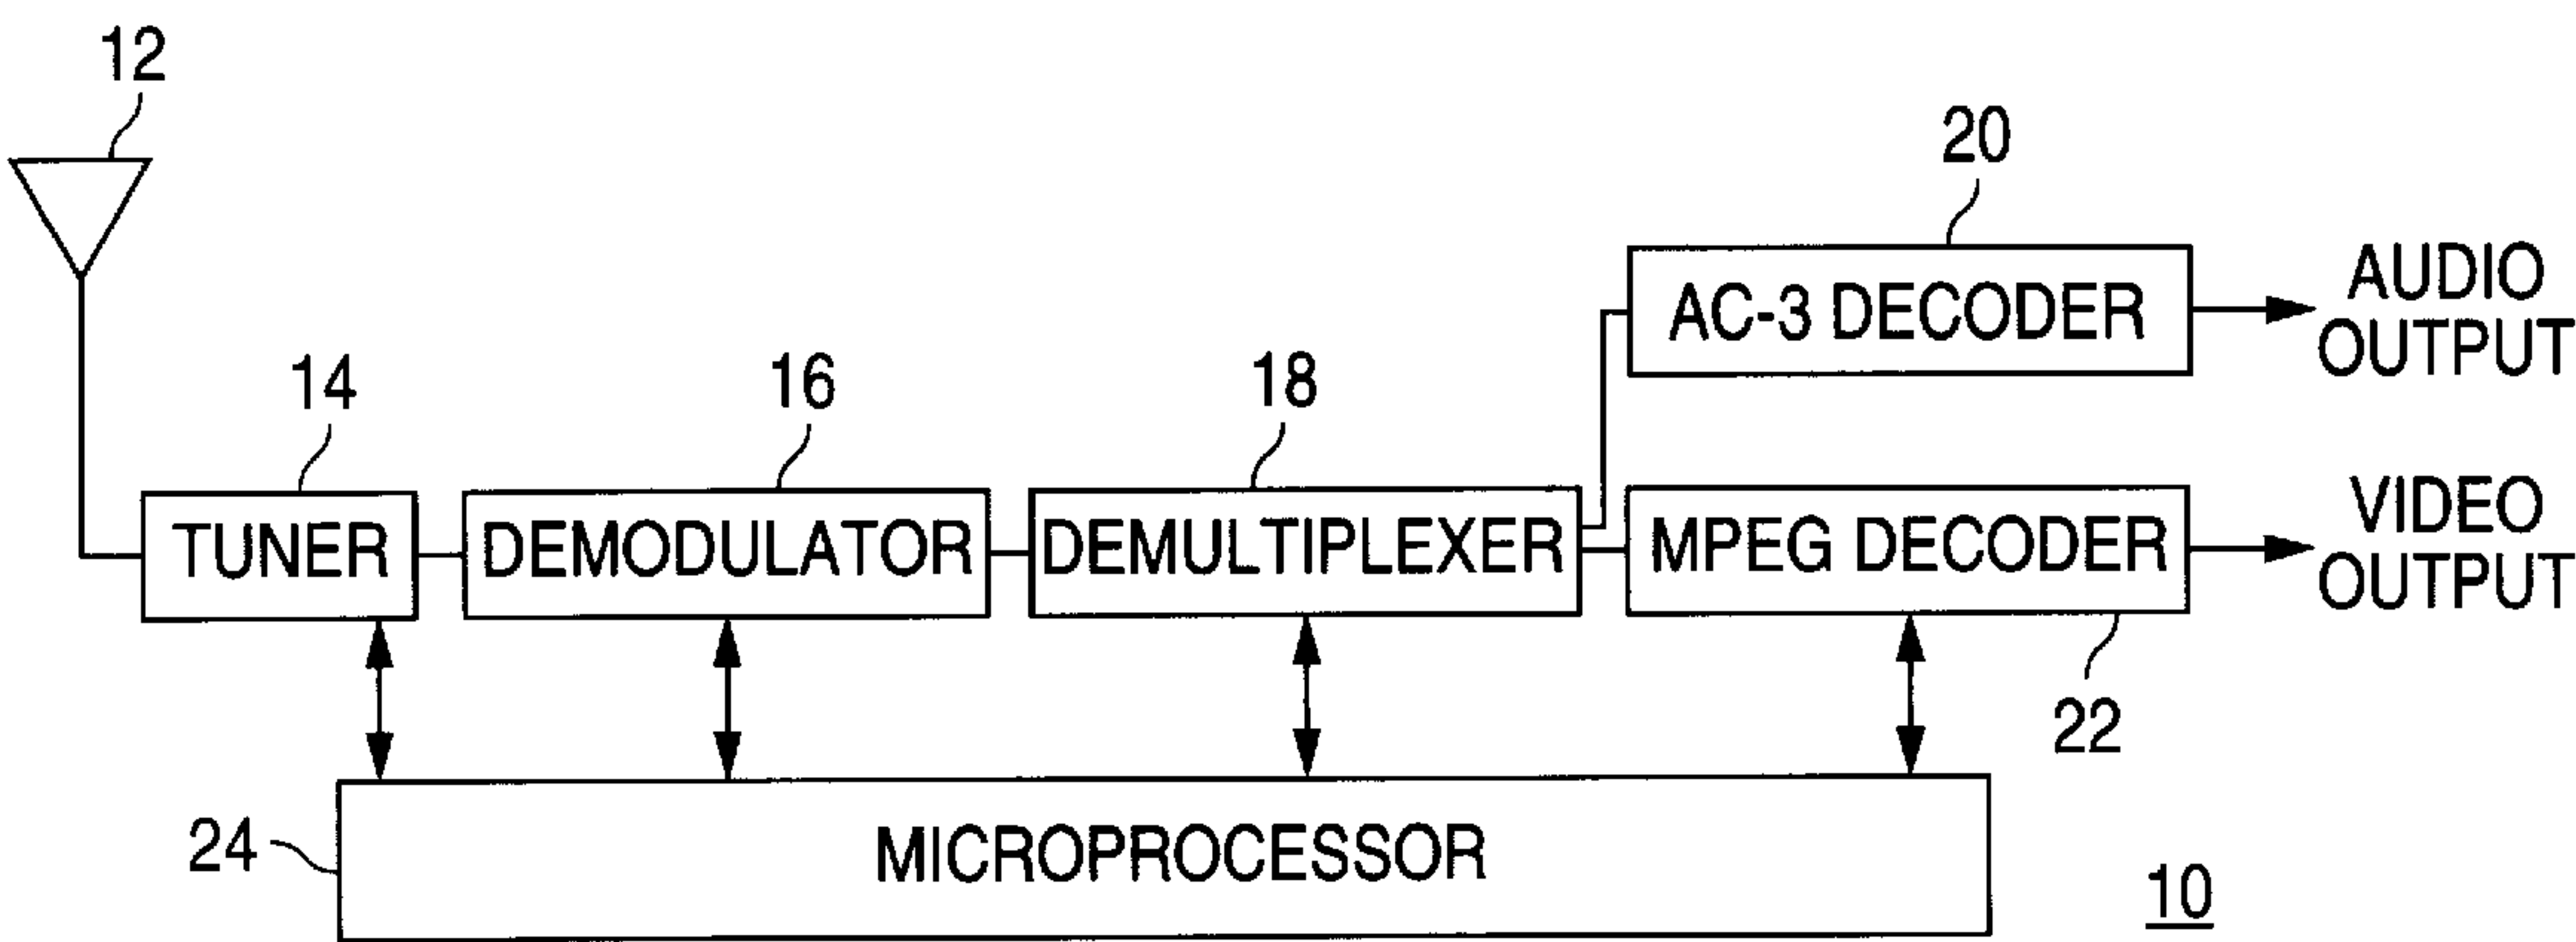 12
20
AC-3 DECODER
AUDIO
OUTPUT
14
16
18
TUNER
DEMODULATOR
DEMULTIPLEXER
MPEG DECODER
VIDEO
OUTPUT
22
24
MICROPROCESSOR
10